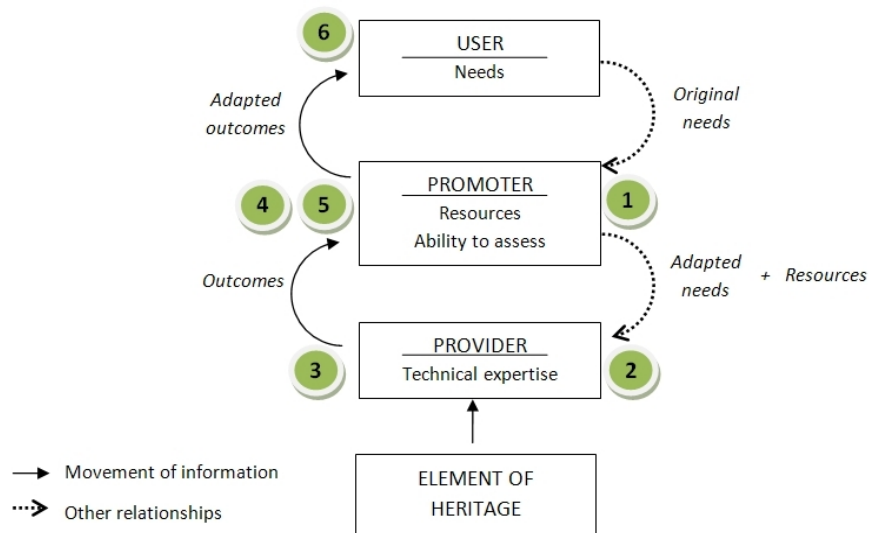 6
USER
Needs
Adapted
outcomes
Original
needs
PROMOTER
Resources
Ability to assess
4
5
1
Outcomes
Adapted
needs
+ Resources
PROVIDER
Technical expertise
3
2
Movement of information
Other relationships
ELEMENT OF
HERITAGE